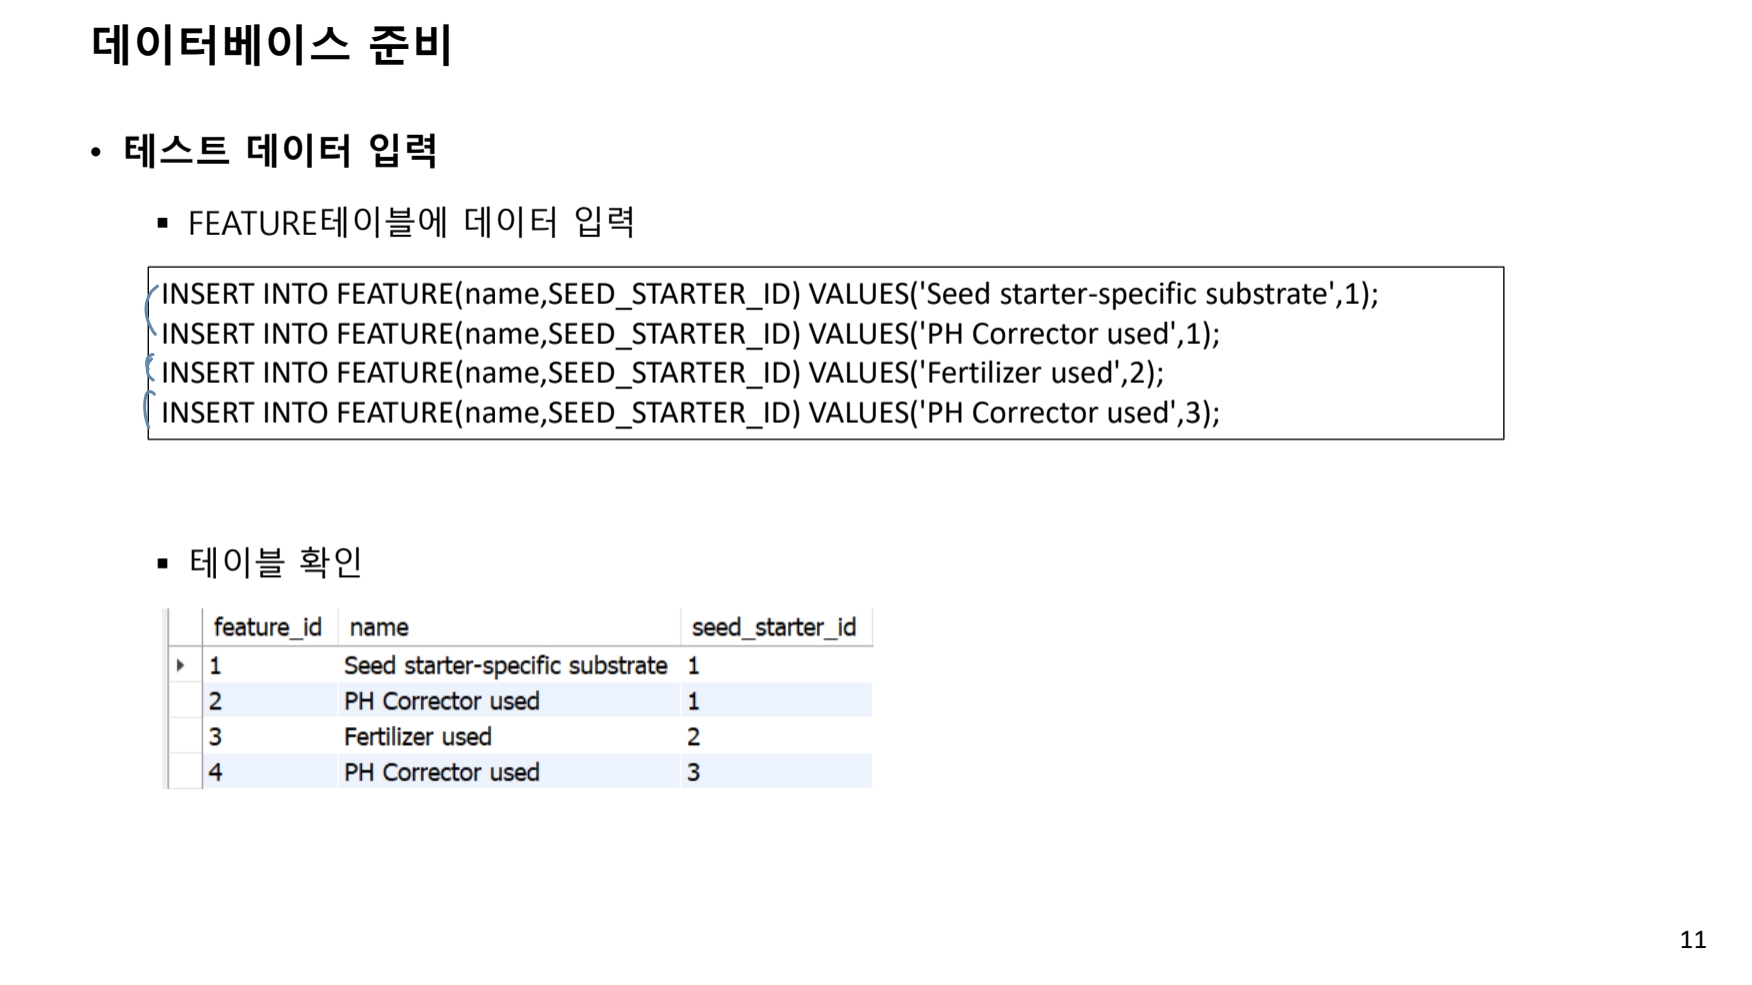 데이터베이스 준비
• 테스트 데이터 입력
▪ FEATURE테이블에 데이터 입력
INSERT INTO FEATURE(name,SEED_STARTER_ID) VALUES('Seed starter-specific substrate',1);
INSERT INTO FEATURE(name,SEED_STARTER_ID) VALUES('PH Corrector used',1);
INSERT INTO FEATURE(name,SEED_STARTER_ID) VALUES('Fertilizer used',2);
INSERT INTO FEATURE(name,SEED_STARTER_ID) VALUES('PH Corrector used',3);
▪ 테이블 확인
feature_id name seed_starter_id
1 Seed starter-specific substrate 1
2 PH Corrector used 1
3 Fertilizer used 2
4 PH Corrector used 3
11